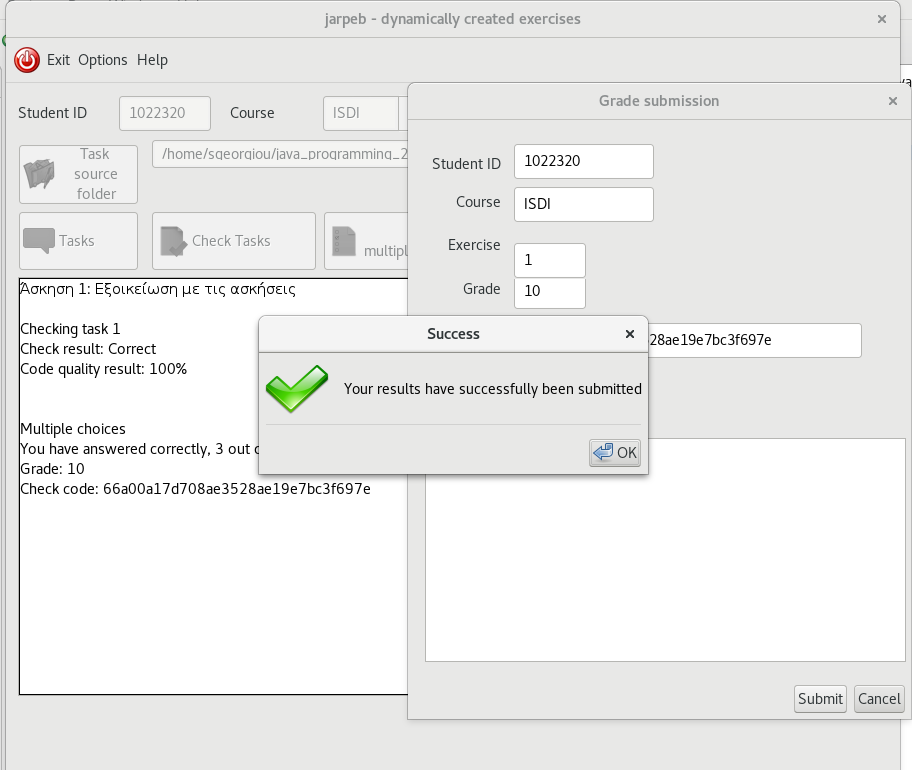 jarpeb - dynamically created exercises
Exit Options Help
Student ID 1022320 Course ISDI
Task
source
folder
/home/sgeorgiou/java_programming_2
Tasks
Check Tasks
Άσκηση 1: Εξοικείωση με τις ασκήσεις
Checking task 1
Check result: Correct
Code quality result: 100%
Multiple choices
You have answered correctly, 3 out
Grade: 10
Check code: 66a00a17d708ae3528ae19e7bc3f697e
Grade submission
Student ID 1022320
Course ISDI
Exercise 1
Grade 10
28ae19e7bc3f697e
Success
Your results have successfully been submitted
OK
Submit Cancel